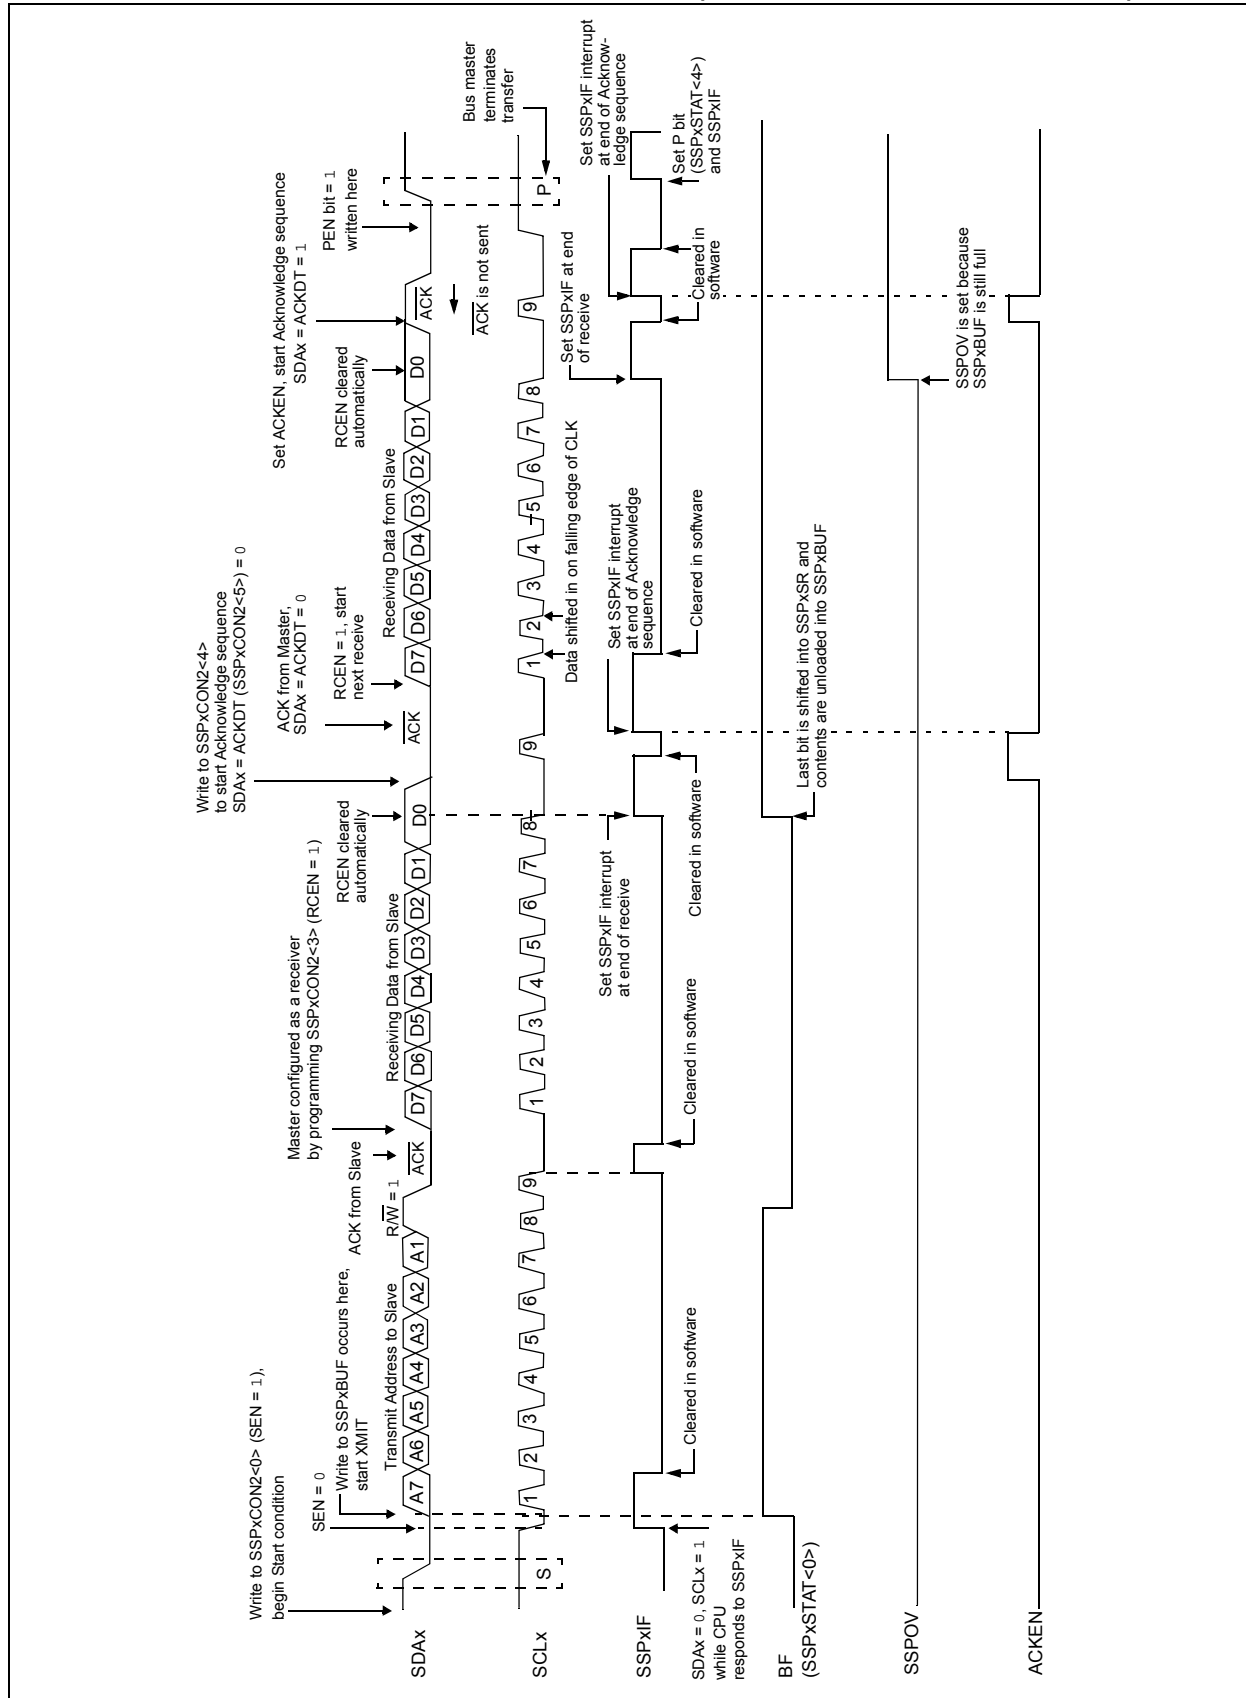 Write to SSPxCON2<0> (SEN = 1),
begin Start condition
SEN = 0
Write to SSPxBUF occurs here,
start XMIT
ACK from Slave
Master configured as a receiver
by programming SSPxCON2<3> (RCEN = 1)
RCEN cleared
automatically
Write to SSPxCON2<4>
to start Acknowledge sequence
SDAx = ACKDT (SSPxCON2<5>) = 0
ACK from Master,
SDAx = ACKDT = 0
RCEN = 1, start
next receive
RCEN cleared
automatically
Set ACKEN, start Acknowledge sequence
SDAx = ACKDT = 1
PEN bit = 1
written here
Transmit Address to Slave
R/W = 1
Receiving Data from Slave
Receiving Data from Slave
SDAx
A7 A6 A5 A4 A3 A2 A1
ACK
D7 D6 D5 D4 D3 D2 D1 D0
ACK
D7 D6 D5 D4 D3 D2 D1 D0
ACK
ACK is not sent
Bus master
terminates
transfer
SCLx
S
1 2 3 4 5 6 7 8 9
1 2 3 4 5 6 7 8
9
1 2 3 4 5 6 7 8
9
P
Data shifted in on falling edge of CLK
Set SSPxIF interrupt
at end of receive
Set SSPxIF interrupt
at end of Acknowledge
sequence
Set SSPxIF at end
of receive
Set SSPxIF interrupt
at end of Acknow-
ledge sequence
SSPxIF
SDAx = 0, SCLx = 1
while CPU
responds to SSPxIF
Cleared in software
Cleared in software
Cleared in software
Cleared in software
Cleared in
software
Set P bit
(SSPxSTAT<4>)
and SSPxIF
BF
(SSPxSTAT<0>)
Last bit is shifted into SSPxSR and
contents are unloaded into SSPxBUF
SSPOV
SSPOV is set because
SSPxBUF is still full
ACKEN